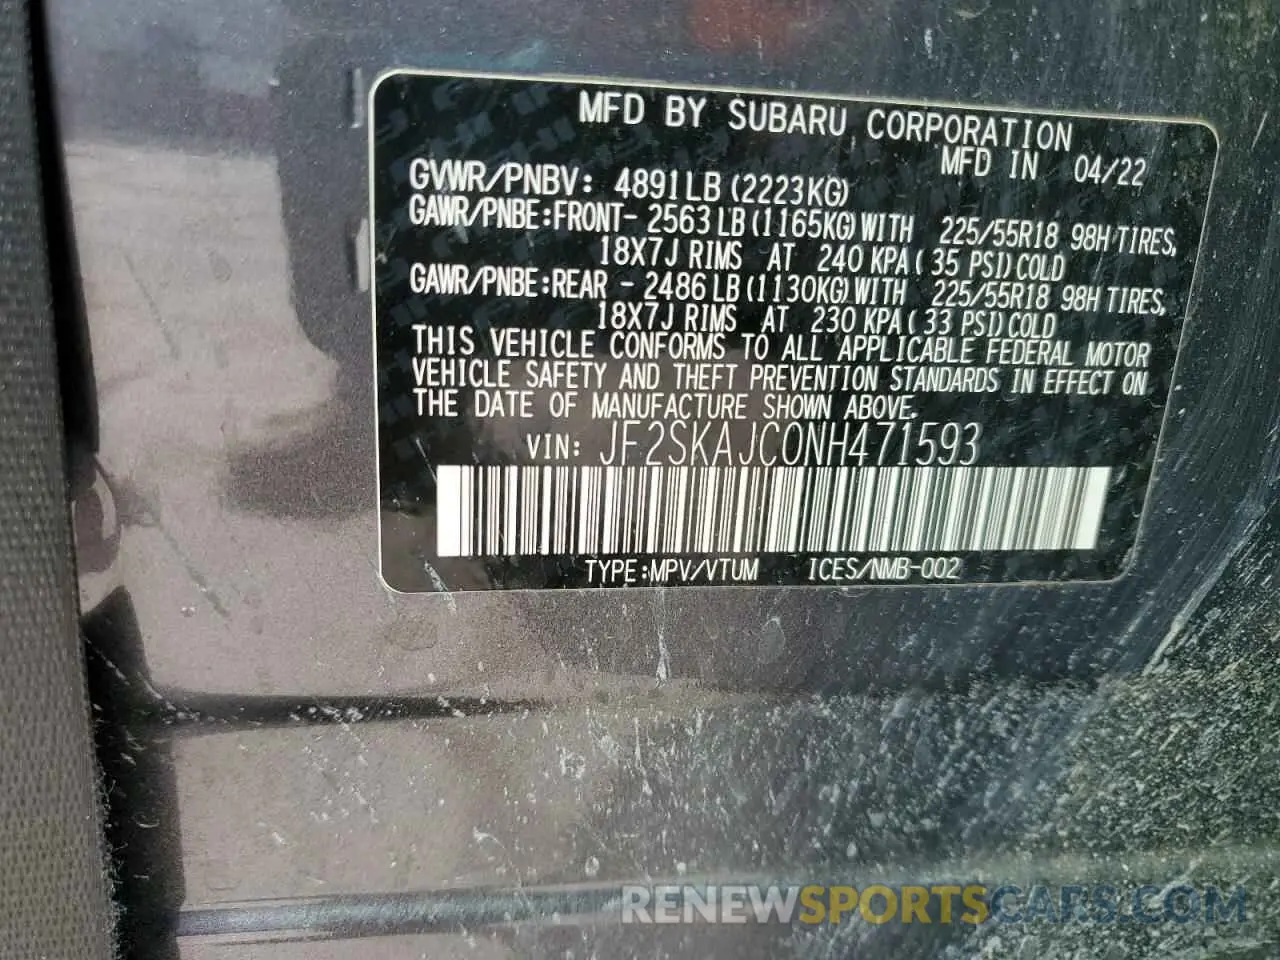 MFD BY SUBARU CORPORATION
MFD IN 04/22
GVWR/PNBV: 4891LB (2223KG)
GAWR/PNBE:FRONT- 2563 LB (1165KG) WITH 225/55R18 98H TIRES,
18X7J RIMS AT 240 KPA ( 35 PSI) COLD
GAWR/PNBE:REAR - 2486 LB (1130KG) WITH 225/55R18 98H TIRES,
18X7J RIMS AT 230 KPA ( 33 PSI) COLD
THIS VEHICLE CONFORMS TO ALL APPLICABLE FEDERAL MOTOR
VEHICLE SAFETY AND THEFT PREVENTION STANDARDS IN EFFECT ON
THE DATE OF MANUFACTURE SHOWN ABOVE.
VIN: JF2SKAJC0NH471593
TYPE:MPV/VTUM ICES/NMB-002
RENEWSPORTSCARS.COM